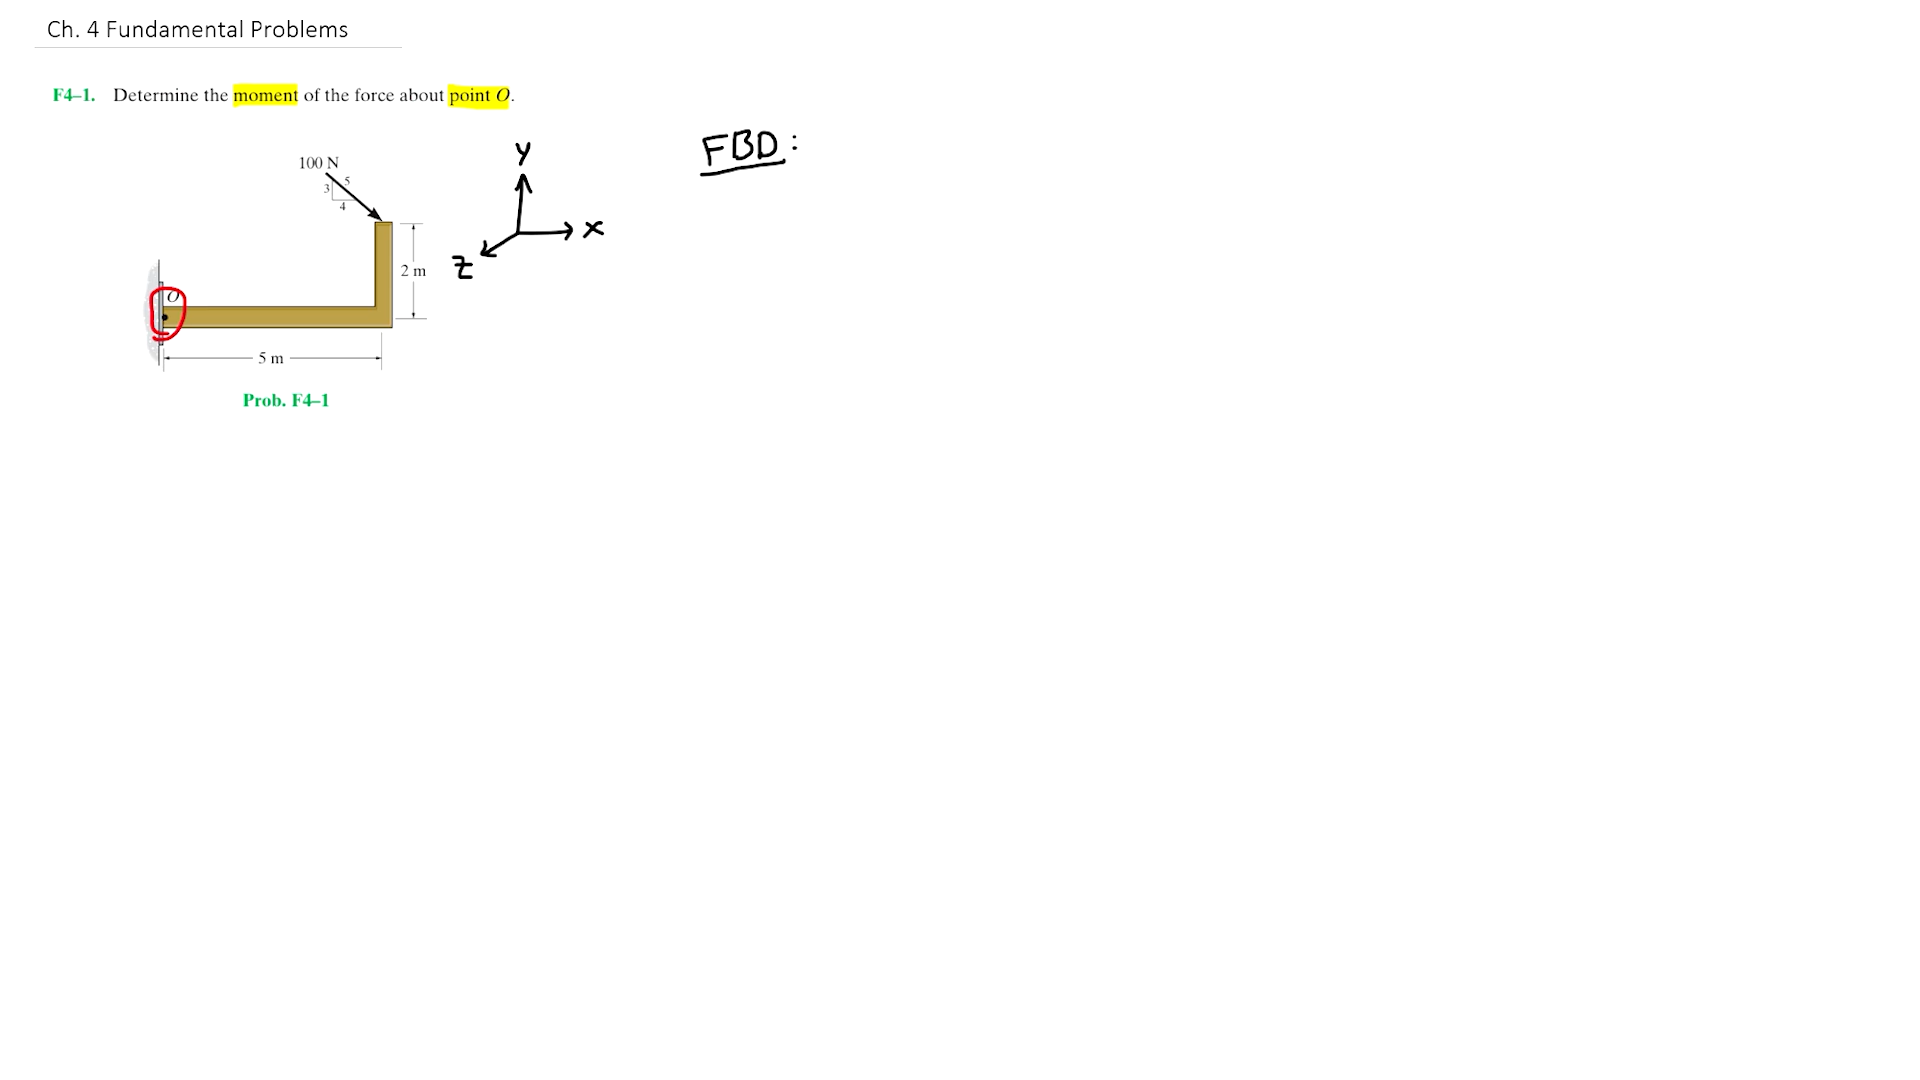 Ch. 4 Fundamental Problems
F4–1. Determine the moment of the force about point O.
FBD:
y
100 N
3
5
4
x
z
2 m
O
5 m
Prob. F4–1